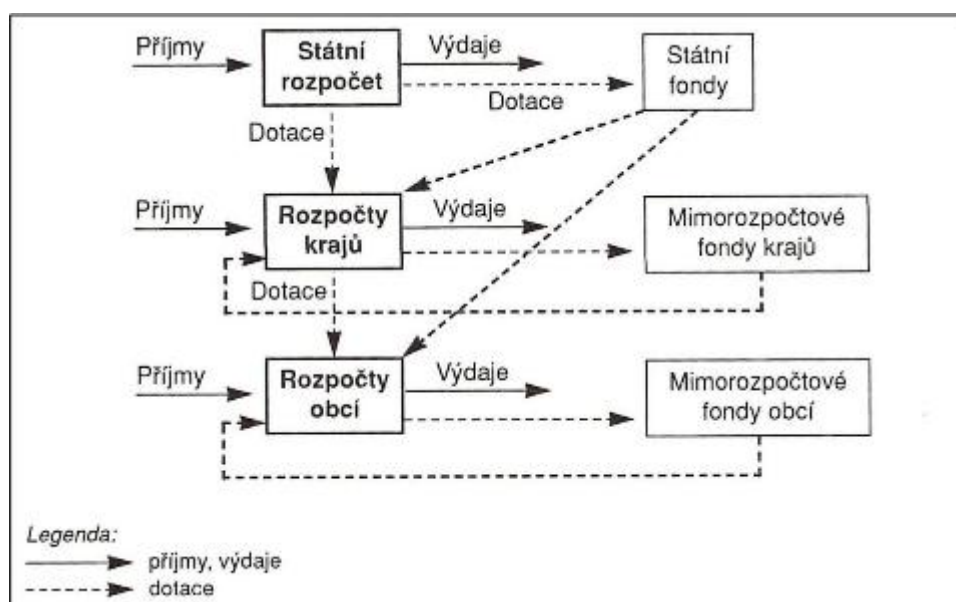 Příjmy
Státní
rozpočet
Výdaje
Dotace
Státní
fondy
Dotace
Příjmy
Rozpočty
krajů
Výdaje
Mimorozpočtové
fondy krajů
Dotace
Příjmy
Rozpočty
obcí
Výdaje
Mimorozpočtové
fondy obcí
Legenda:
příjmy, výdaje
dotace